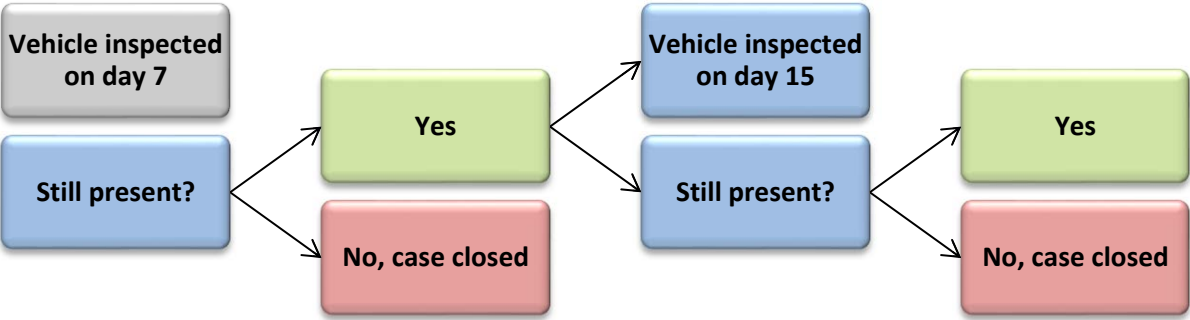 Vehicle inspected
on day 7
Still present?
Yes
No, case closed
Vehicle inspected
on day 15
Still present?
Yes
No, case closed